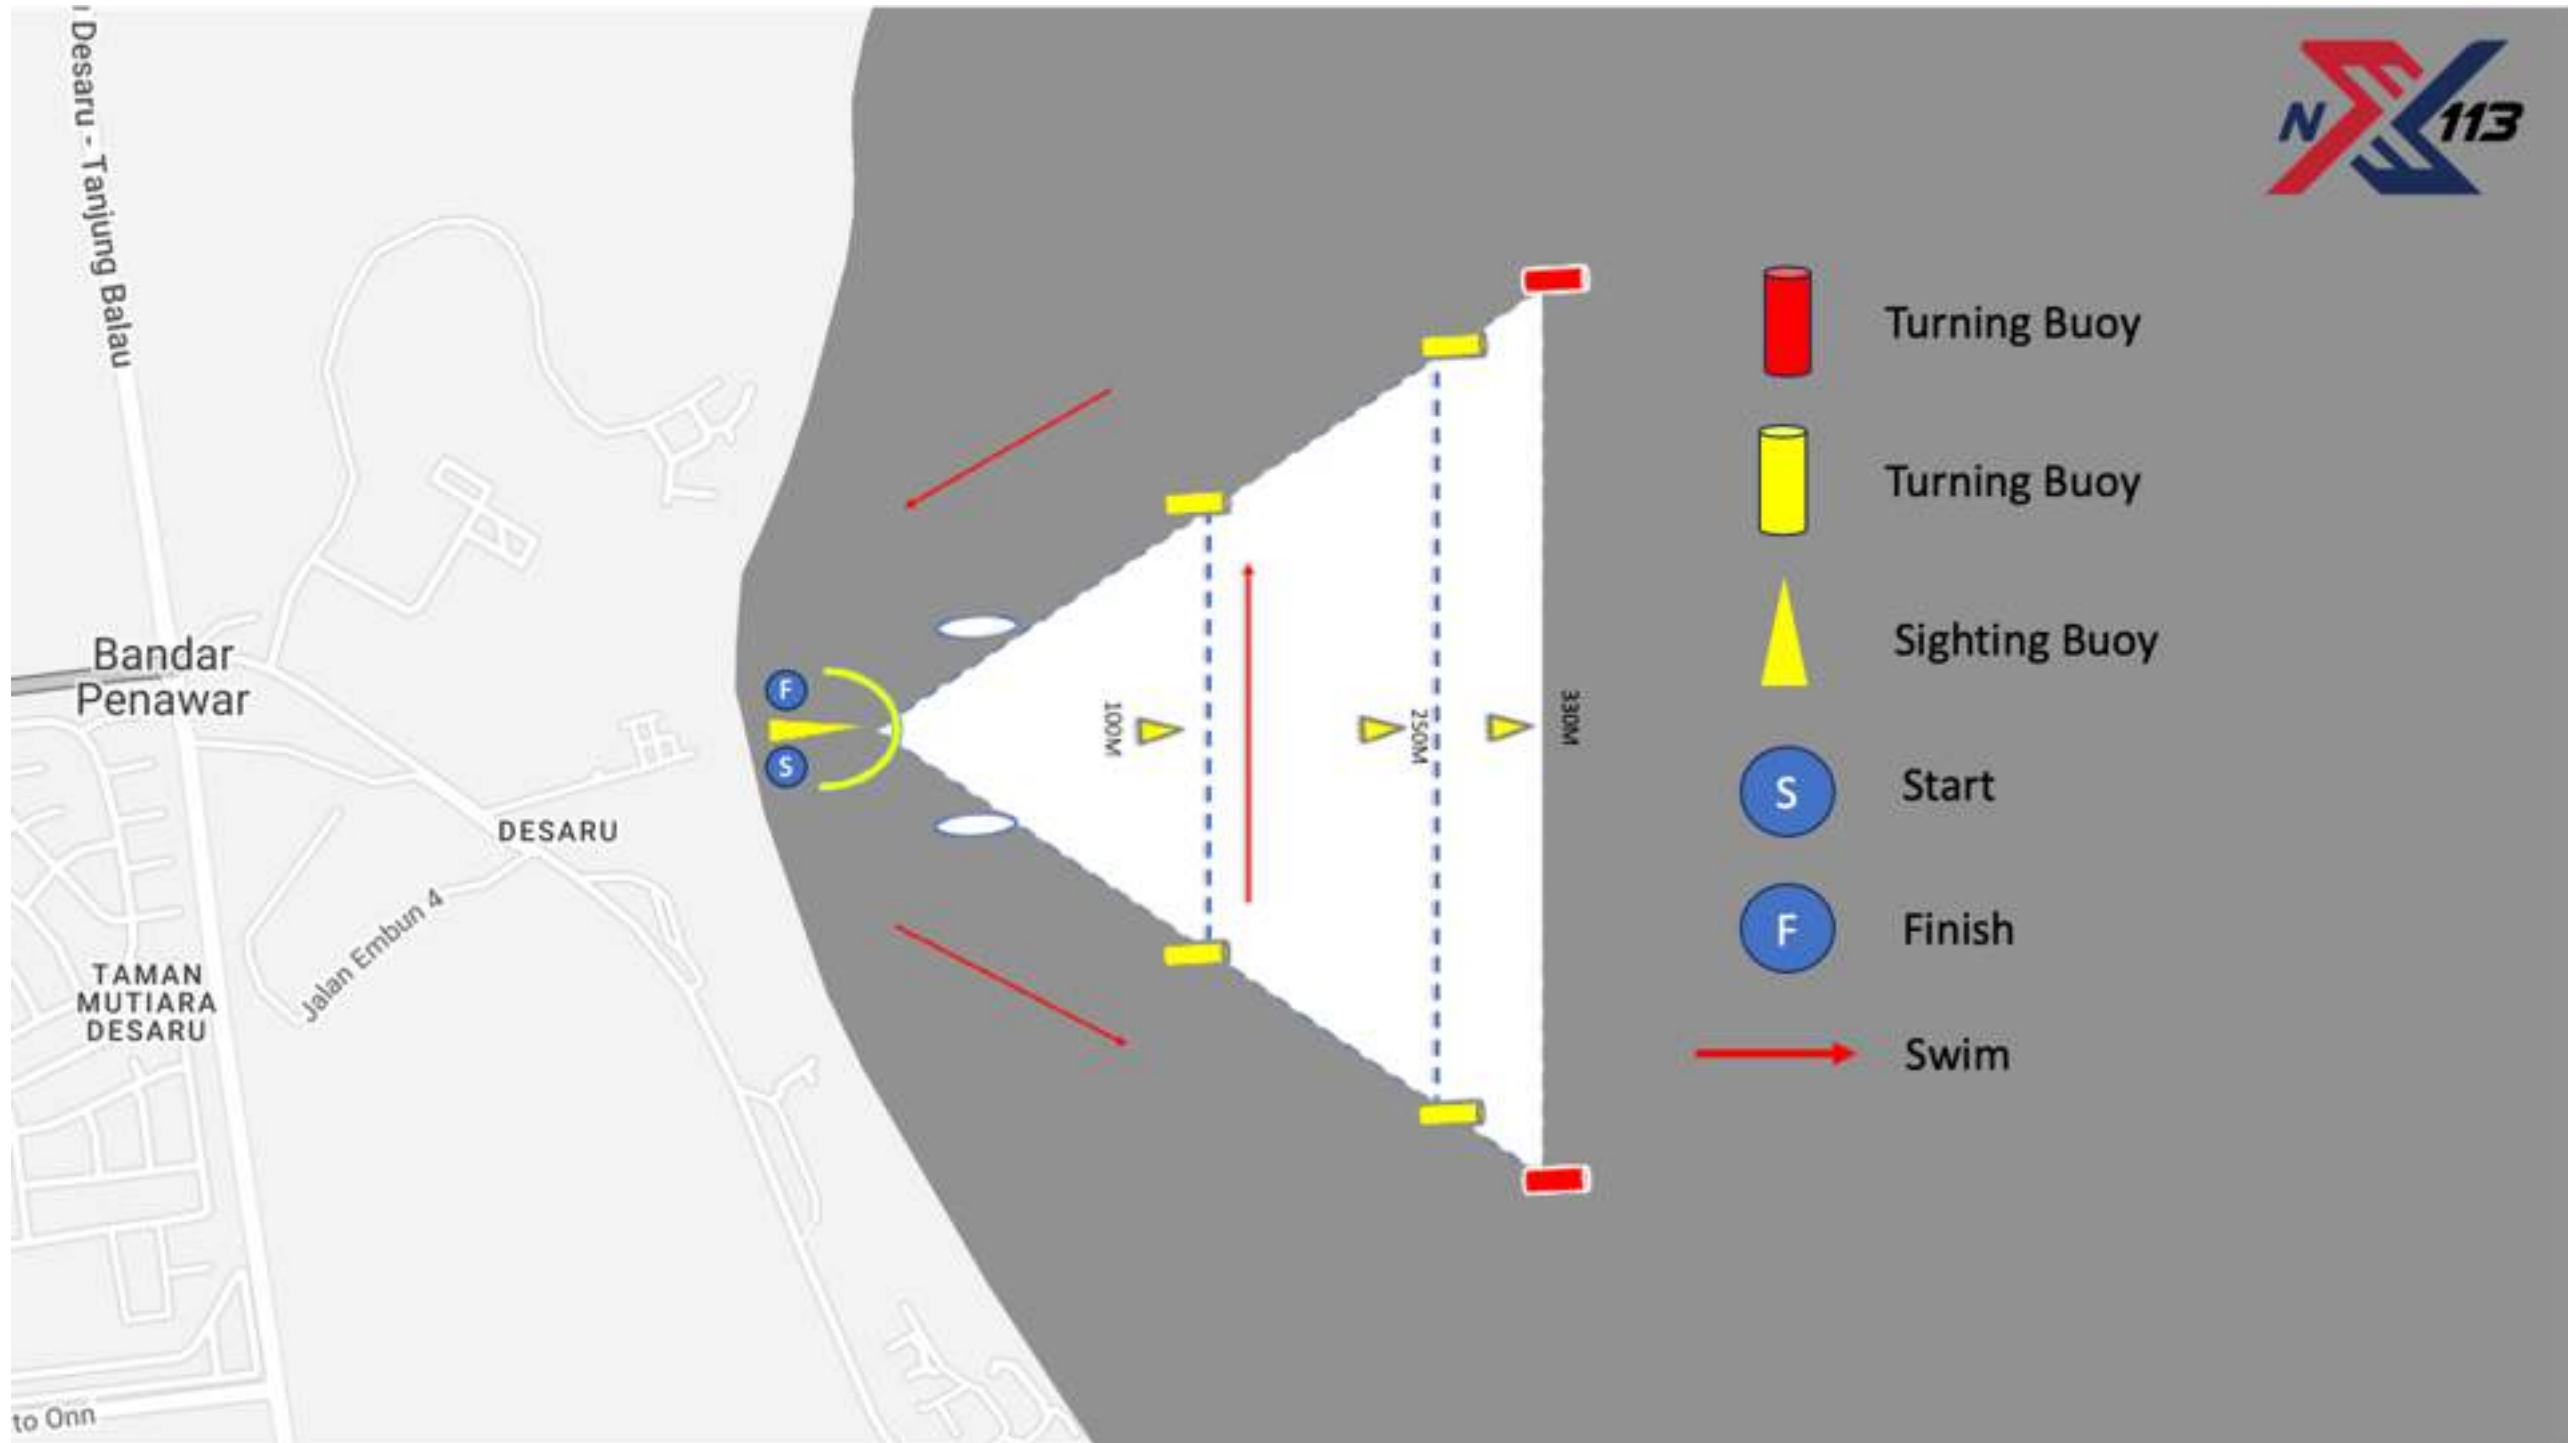 Desaru - Tanjung Balau
N
113
Turning Buoy
Turning Buoy
Sighting Buoy
Bandar
Penawar
F
S
100M
250M
330M
S
Start
DESARU
F
Finish
Jalan Embun 4
TAMAN
MUTIARA
DESARU
Swim
to Onn